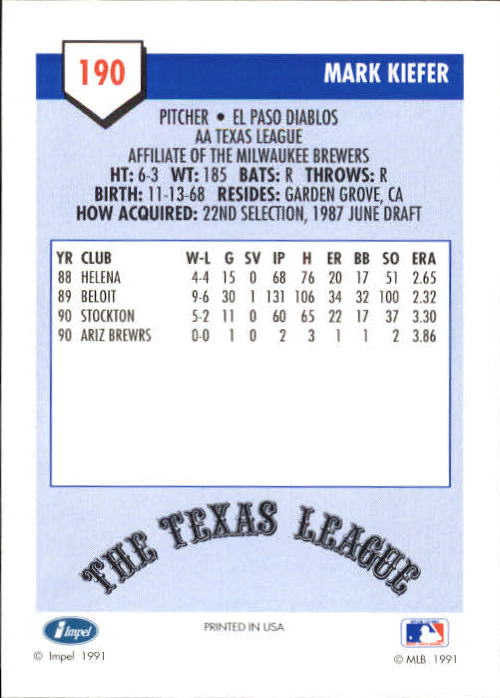 190
MARK KIEFER
PITCHER • EL PASO DIABLOS
AA TEXAS LEAGUE
AFFILIATE OF THE MILWAUKEE BREWERS
HT: 6-3 WT: 185 BATS: R THROWS: R
BIRTH: 11-13-68 RESIDES: GARDEN GROVE, CA
HOW ACQUIRED: 22ND SELECTION, 1987 JUNE DRAFT
YR CLUB W-L G SV IP H ER BB SO ERA
88 HELENA 4-4 15 0 68 76 20 17 51 2.65
89 BELOIT 9-6 30 1 131 106 34 32 100 2.32
90 STOCKTON 5-2 11 0 60 65 22 17 37 3.30
90 ARIZ BREWRS 0-0 1 0 2 3 1 1 2 3.86
THE TEXAS LEAGUE
Impel
PRINTED IN USA
© Impel 1991
© MLB 1991